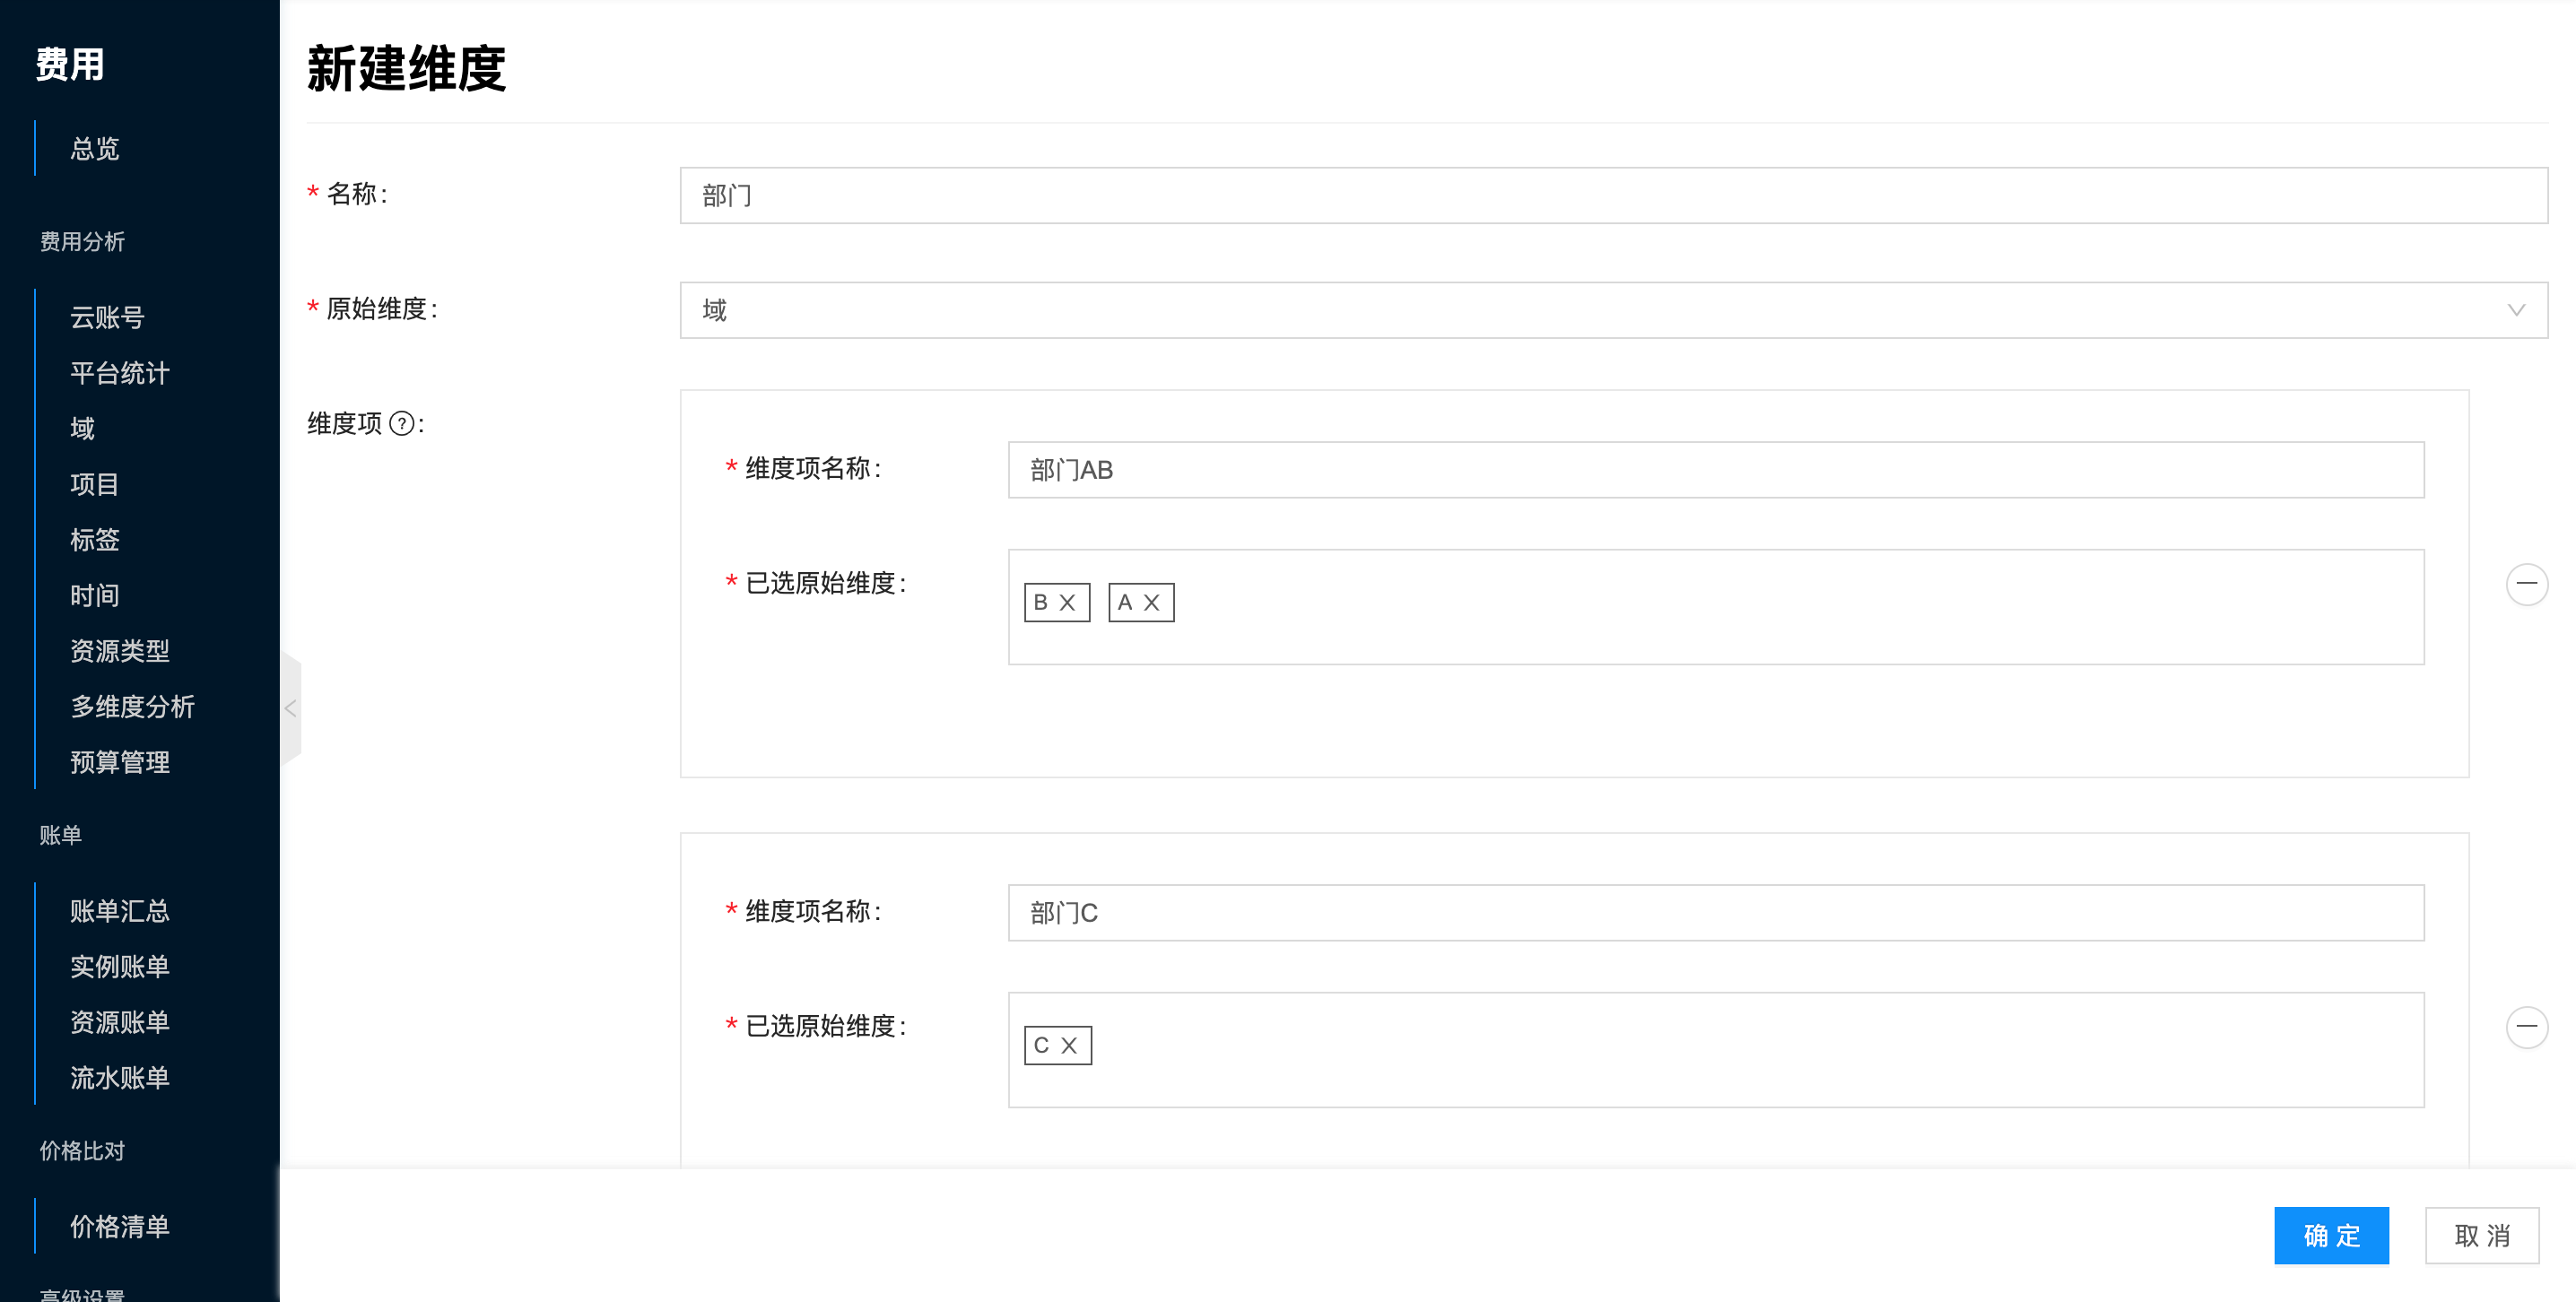 费用
总览
费用分析
云账号
平台统计
域
项目
标签
时间
资源类型
多维度分析
预算管理
账单
账单汇总
实例账单
资源账单
流水账单
价格比对
价格清单
高级设置
新建维度
* 名称:
部门
* 原始维度:
域
维度项?:
* 维度项名称:
部门AB
* 已选原始维度:
B X A X
* 维度项名称:
部门C
* 已选原始维度:
C X
确 定 取 消